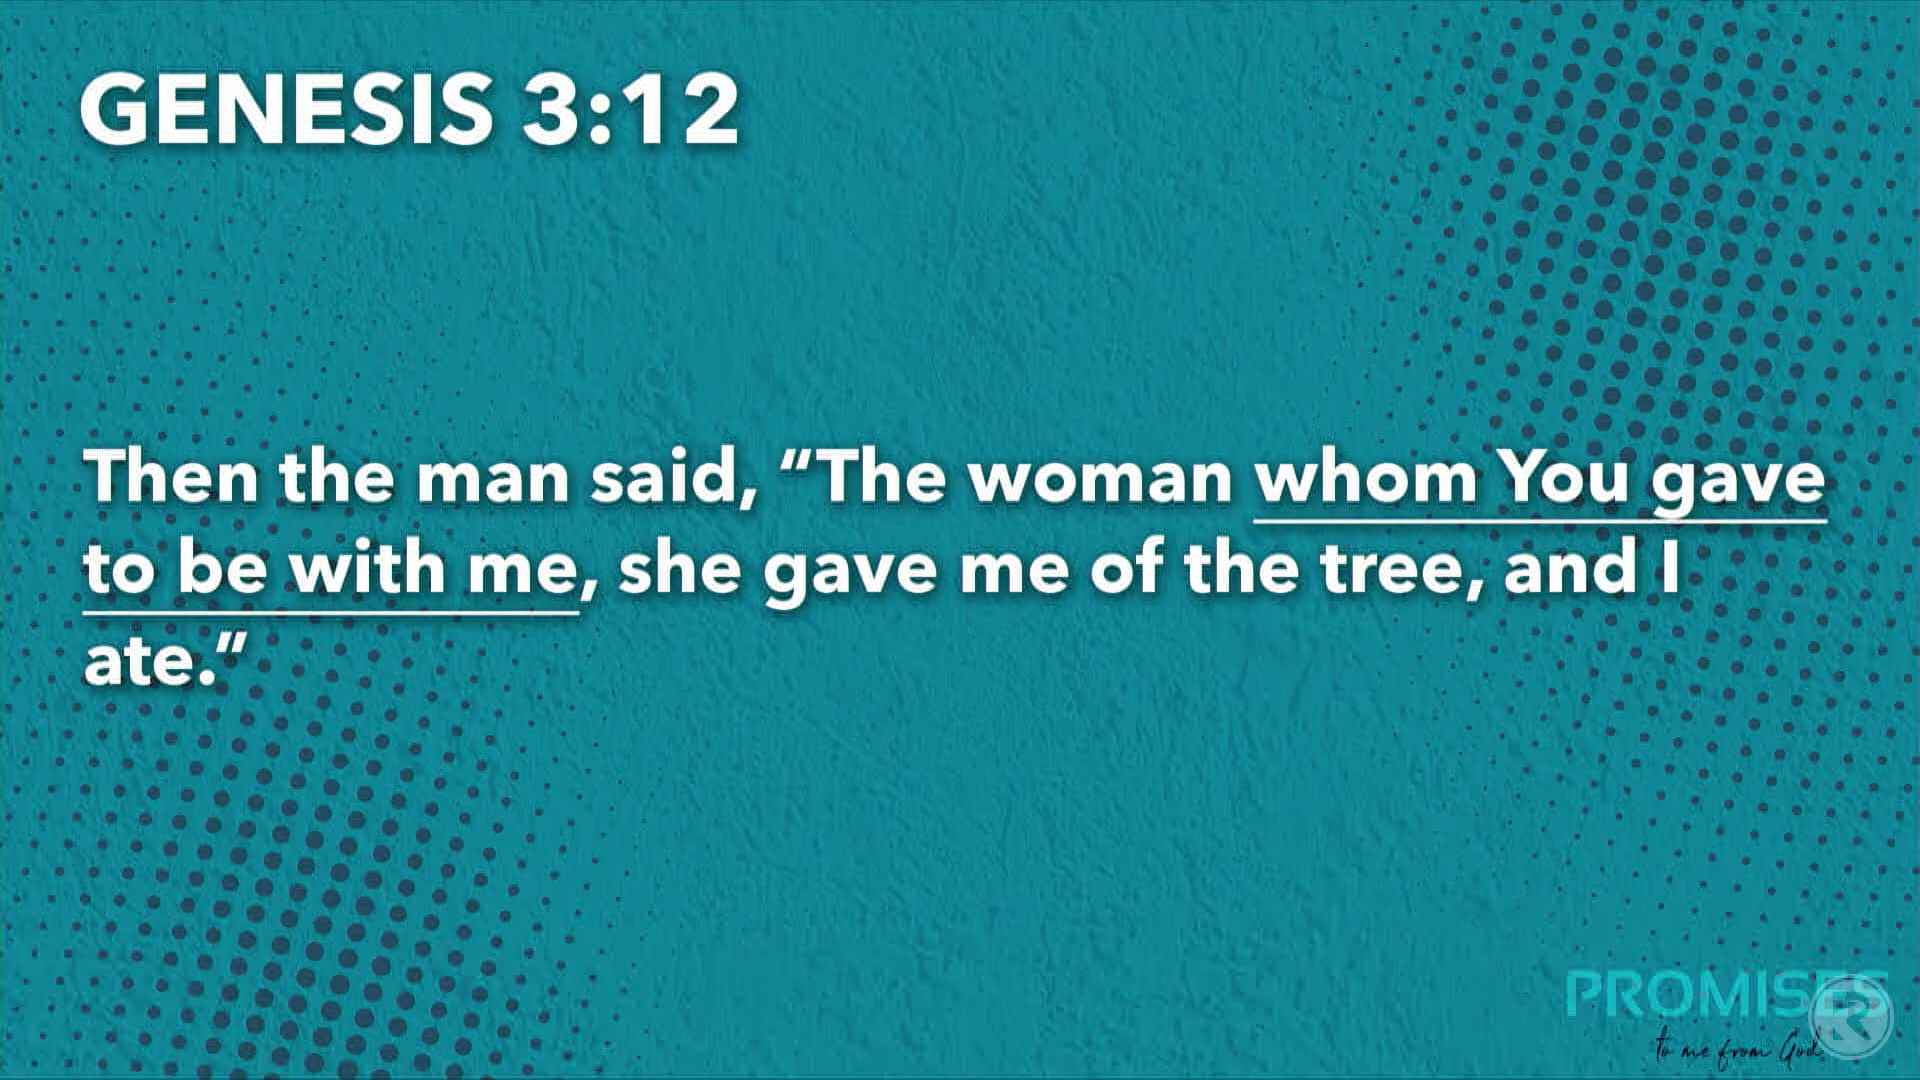 GENESIS 3:12
Then the man said, “The woman whom You gave
to be with me, she gave me of the tree, and I
ate.”
PROMISES
to me from God
R